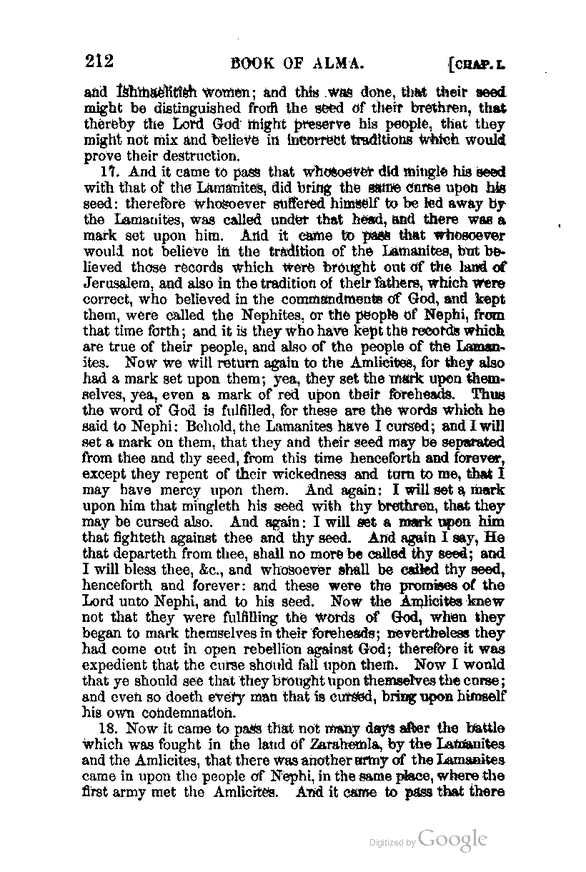 212 BOOK OF ALMA. [CHAP. I.
and Ishmaelitish women; and this was done, that their seed
might be distinguished from the seed of their brethren, that
thereby the Lord God might preserve his people, that they
might not mix and believe in incorrect traditions which would
prove their destruction.
17. And it came to pass that whosoever did mingle his seed
with that of the Lamanites, did bring the same curse upon his
seed: therefore whosoever suffered himself to be led away by
the Lamanites, was called under that head, and there was a
mark set upon him. And it came to pass that whosoever
would not believe in the tradition of the Lamanites, but be-
lieved those records which were brought out of the land of
Jerusalem, and also in the tradition of their fathers, which were
correct, who believed in the commandments of God, and kept
them, were called the Nephites, or the people of Nephi, from
that time forth; and it is they who have kept the records which
are true of their people, and also of the people of the Laman-
ites. Now we will return again to the Amlicites, for they also
had a mark set upon them; yea, they set the mark upon them-
selves, yea, even a mark of red upon their foreheads. Thus
the word of God is fulfilled, for these are the words which he
said to Nephi: Behold, the Lamanites have I cursed; and I will
set a mark on them, that they and their seed may be separated
from thee and thy seed, from this time henceforth and forever,
except they repent of their wickedness and turn to me, that I
may have mercy upon them. And again: I will set a mark
upon him that mingleth his seed with thy brethren, that they
may be cursed also. And again: I will set a mark upon him
that fighteth against thee and thy seed. And again I say, He
that departeth from thee, shall no more be called thy seed; and
I will bless thee, &c., and whosoever shall be called thy seed,
henceforth and forever: and these were the promises of the
Lord unto Nephi, and to his seed. Now the Amlicites knew
not that they were fulfilling the words of God, when they
began to mark themselves in their foreheads; nevertheless they
had come out in open rebellion against God; therefore it was
expedient that the curse should fall upon them. Now I would
that ye should see that they brought upon themselves the curse;
and even so doeth every man that is cursed, bring upon himself
his own condemnation.
18. Now it came to pass that not many days after the battle
which was fought in the land of Zarahemla, by the Lamanites
and the Amlicites, that there was another army of the Lamanites
came in upon the people of Nephi, in the same place, where the
first army met the Amlicites. And it came to pass that there
Digitized by Google